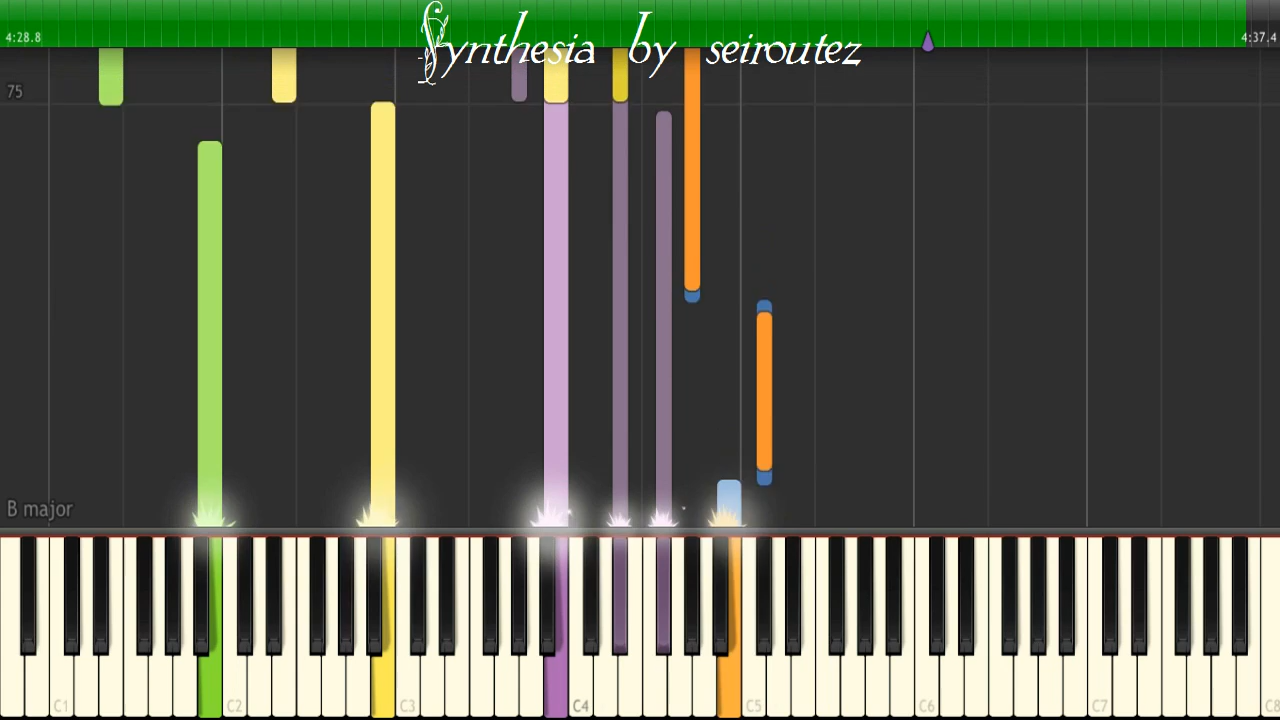 Synthesia by seiroutez
4:28.8
4:37.4
75
B major
C1 C2 C3 C4 C5 C6 C7 C8